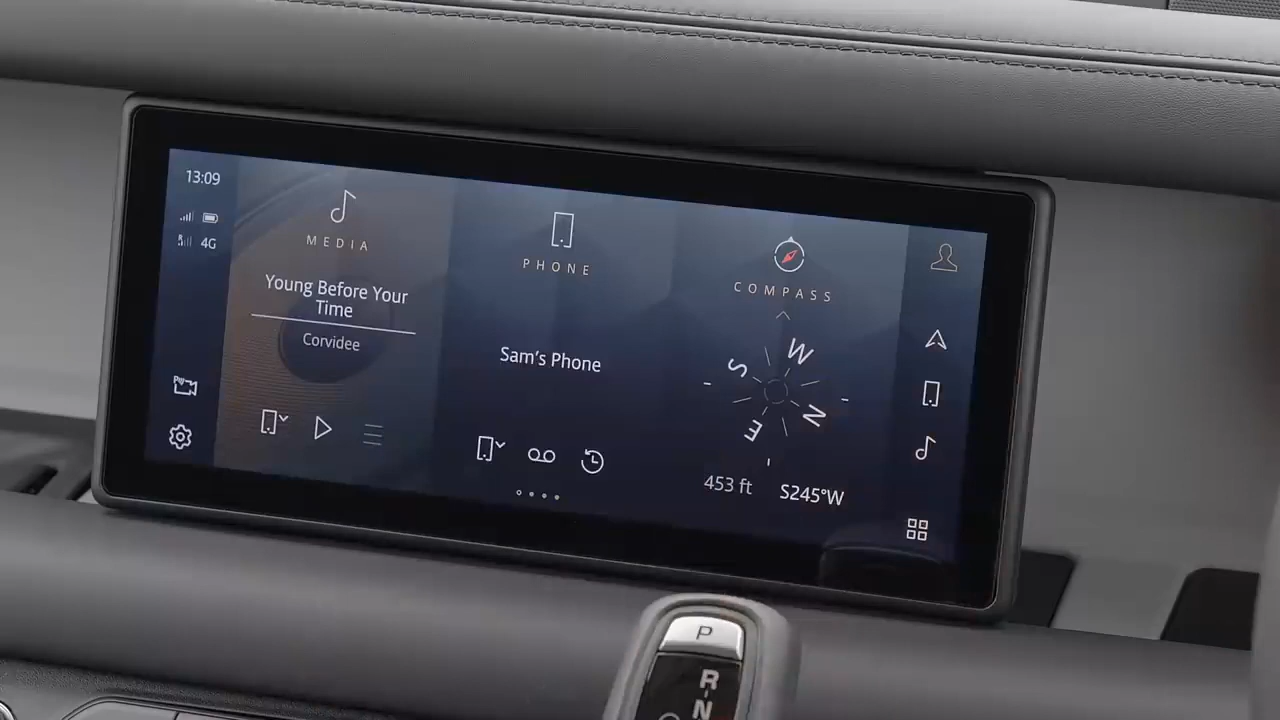 13:09
4G
MEDIA
Young Before Your
Time
Corvidee
PHONE
Sam's Phone
COMPASS
W
S
N
E
453 ft
S245°W
P
R
N